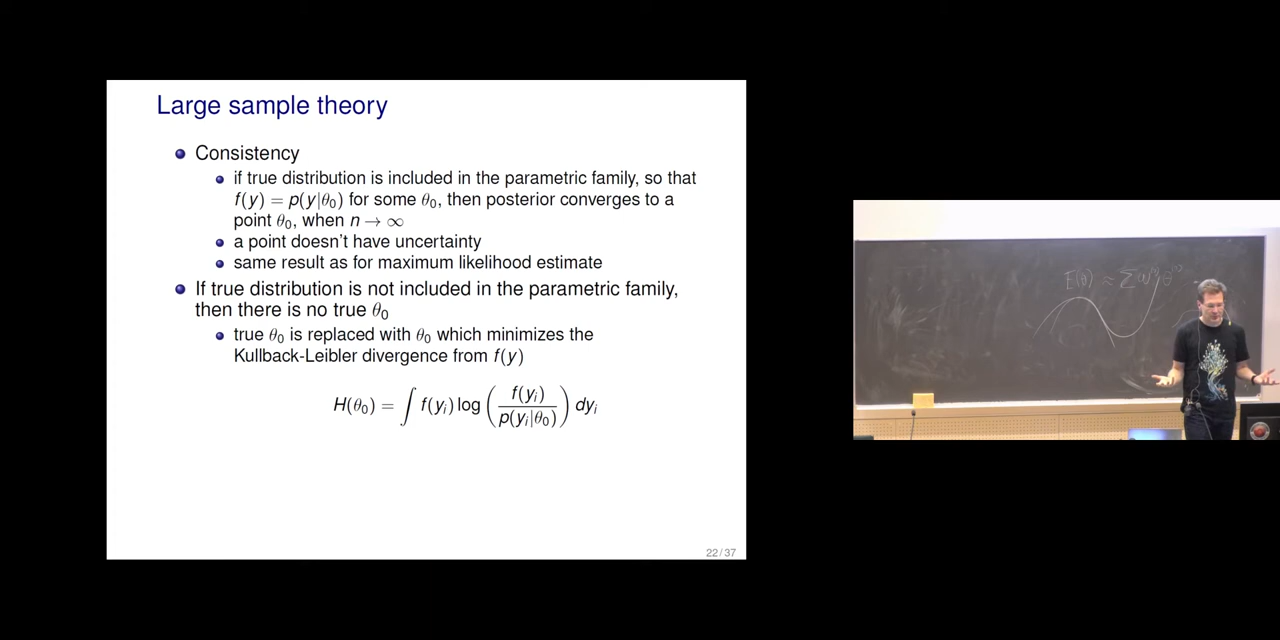 Large sample theory
Consistency
if true distribution is included in the parametric family, so that
f(y) = p(y|θ₀) for some θ₀, then posterior converges to a
point θ₀, when n → ∞
a point doesn't have uncertainty
same result as for maximum likelihood estimate
If true distribution is not included in the parametric family,
then there is no true θ₀
true θ₀ is replaced with θ₀ which minimizes the
Kullback-Leibler divergence from f(y)
H(θ₀) = ∫ f(yᵢ) log ( f(yᵢ) / p(yᵢ|θ₀) ) dyᵢ
22 / 37
E(θ) ≈ Σ